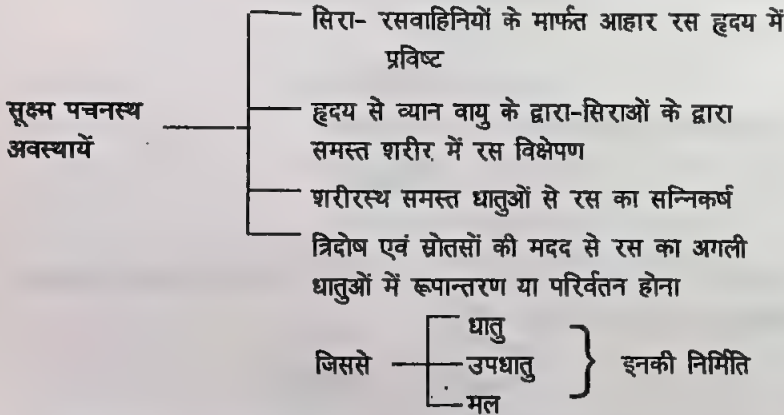 सिरा- रसवाहिनियों के मार्फत आहार रस हृदय में
प्रविष्ट
सूक्ष्म पचनस्थ
अवस्थायें
हृदय से व्यान वायु के द्वारा-सिराओं के द्वारा
समस्त शरीर में रस विक्षेपण
शरीरस्थ समस्त धातुओं से रस का सन्निकर्ष
त्रिदोष एवं स्रोतसों की मदद से रस का अगली
धातुओं में रूपान्तरण या परिवर्तन होना
धातु
जिससे उपधातु इनकी निर्मिति
मल